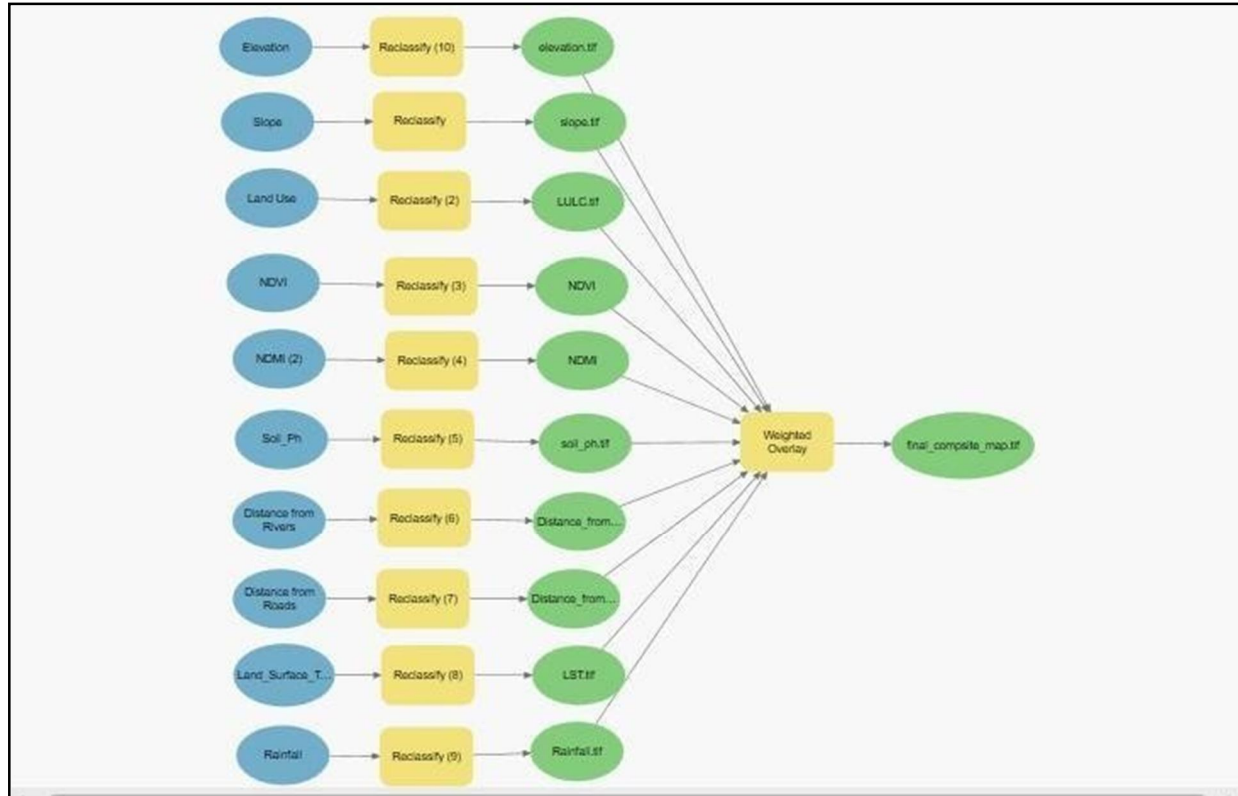 Elevation
Reclassify (10)
elevation.tif
Slope
Reclassify
slope.tif
Land Use
Reclassify (2)
LULC.tif
NDVI
Reclassify (3)
NDVI
NDMI (2)
Reclassify (4)
NDMI
Soil_Ph
Reclassify (5)
soil_ph.tif
Weighted
Overlay
final_compsite_map.tif
Distance from
Rivers
Reclassify (6)
Distance_from...
Distance from
Roads
Reclassify (7)
Distance_from...
Land_Surface_T...
Reclassify (8)
LST.tif
Rainfall
Reclassify (9)
Rainfall.tif